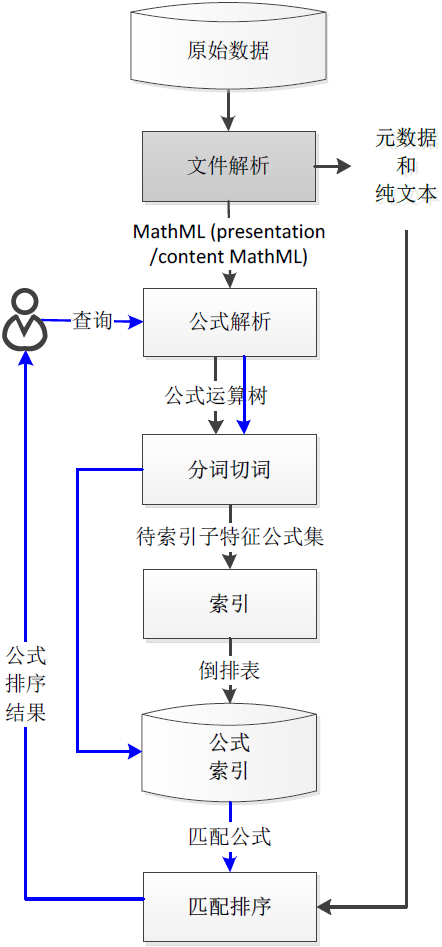 原始数据
文件解析
元数据
和
纯文本
MathML (presentation
/content MathML)
查询
公式解析
公式运算树
分词切词
待索引子特征公式集
索引
倒排表
公式
排序
结果
公式
索引
匹配公式
匹配排序